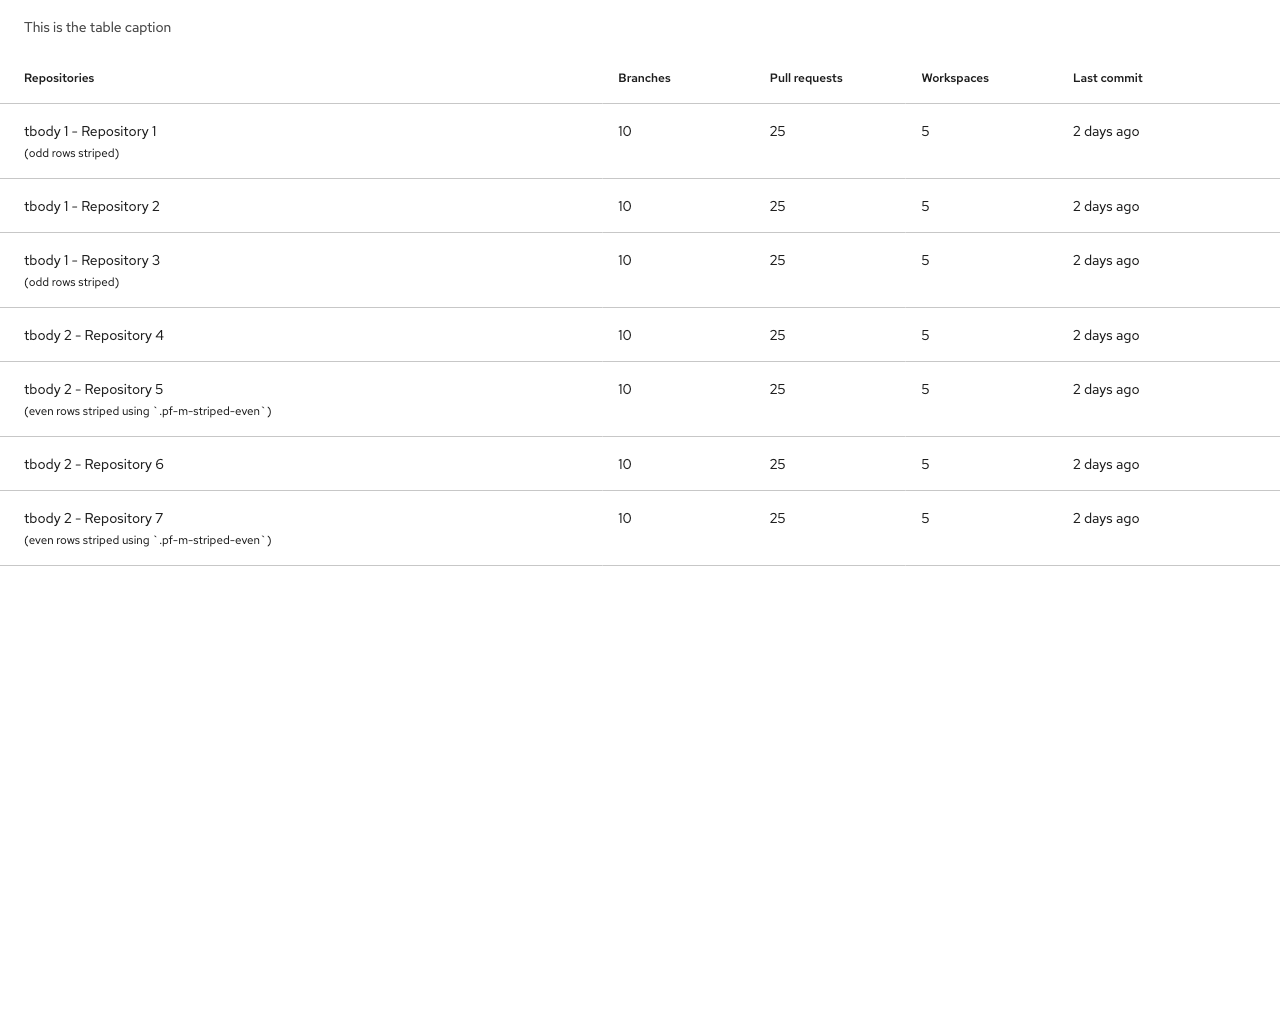 This is the table caption
Repositories Branches Pull requests Workspaces Last commit
tbody 1 - Repository 1 10 25 5 2 days ago
(odd rows striped)
tbody 1 - Repository 2 10 25 5 2 days ago
tbody 1 - Repository 3 10 25 5 2 days ago
(odd rows striped)
tbody 2 - Repository 4 10 25 5 2 days ago
tbody 2 - Repository 5 10 25 5 2 days ago
(even rows striped using `.pf-m-striped-even`)
tbody 2 - Repository 6 10 25 5 2 days ago
tbody 2 - Repository 7 10 25 5 2 days ago
(even rows striped using `.pf-m-striped-even`)